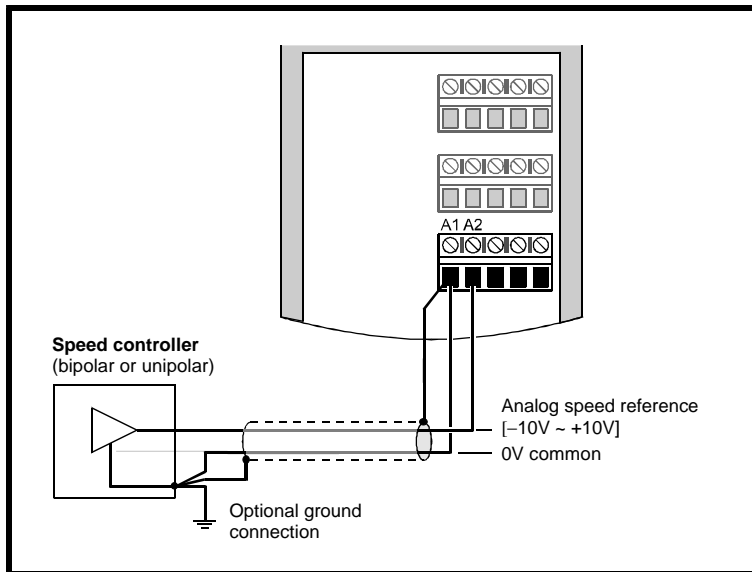 A1 A2
Speed controller
(bipolar or unipolar)
Analog speed reference
[−10V ~ +10V]
0V common
Optional ground
connection